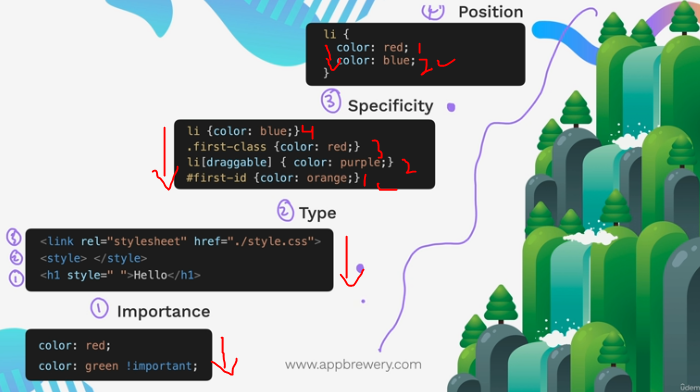 ④ Position
li {
color: red; 1
color: blue; 2 ✓
}
③ Specificity
li {color: blue;} 4
.first-class {color: red;} 3
li[draggable] { color: purple;} 2
#first-id {color: orange;} 1
② Type
③ <link rel="stylesheet" href="./style.css">
② <style> </style>
① <h1 style=" ">Hello</h1>
① Importance
color: red;
color: green !important;
www.appbrewery.com